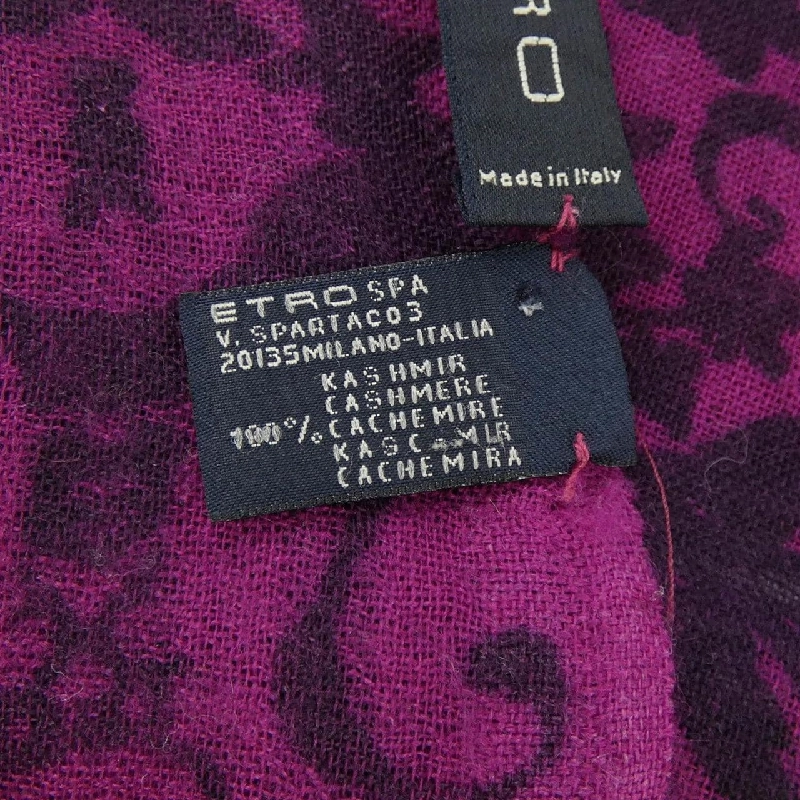 RO
Made in Italy
ETRO SPA
V. SPARTACO 3
20135 MILANO-ITALIA
KASHMIR
CASHMERE
100% CACHEMIRE
CACHEMIRA